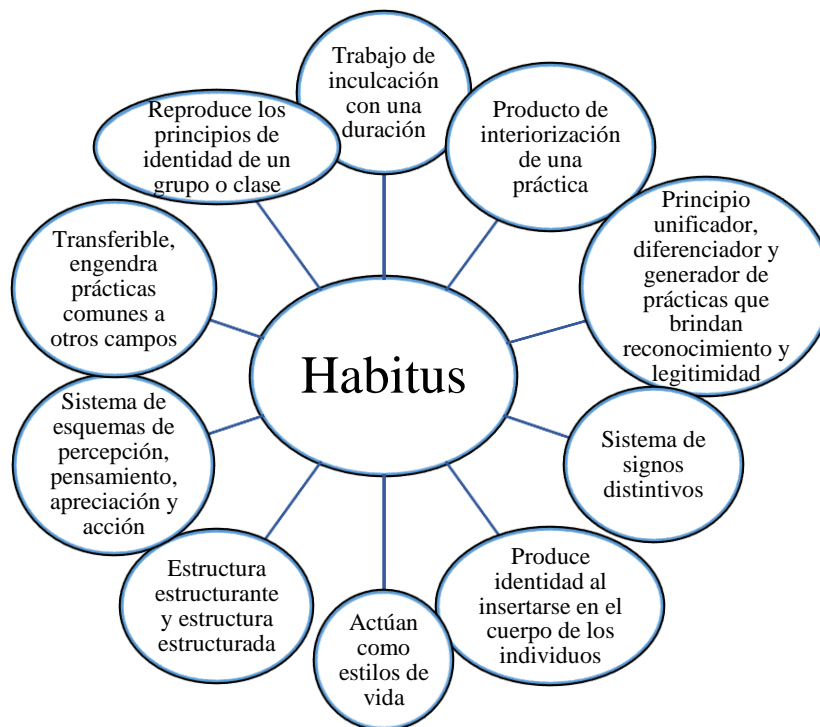 Trabajo de
inculcación
con una
duración
Producto de
interiorización
de una
práctica
Principio
unificador,
diferenciador y
generador de
prácticas que
brindan
reconocimiento y
legitimidad
Sistema de
signos
distintivos
Produce
identidad al
insertarse en el
cuerpo de los
individuos
Actúan
como
estilos de
vida
Estructura
estructurante
y estructura
estructurada
Sistema de
esquemas de
percepción,
pensamiento,
apreciación y
acción
Transferible,
engendra
prácticas
comunes a
otros campos
Reproduce los
principios de
identidad de un
grupo o clase
Habitus